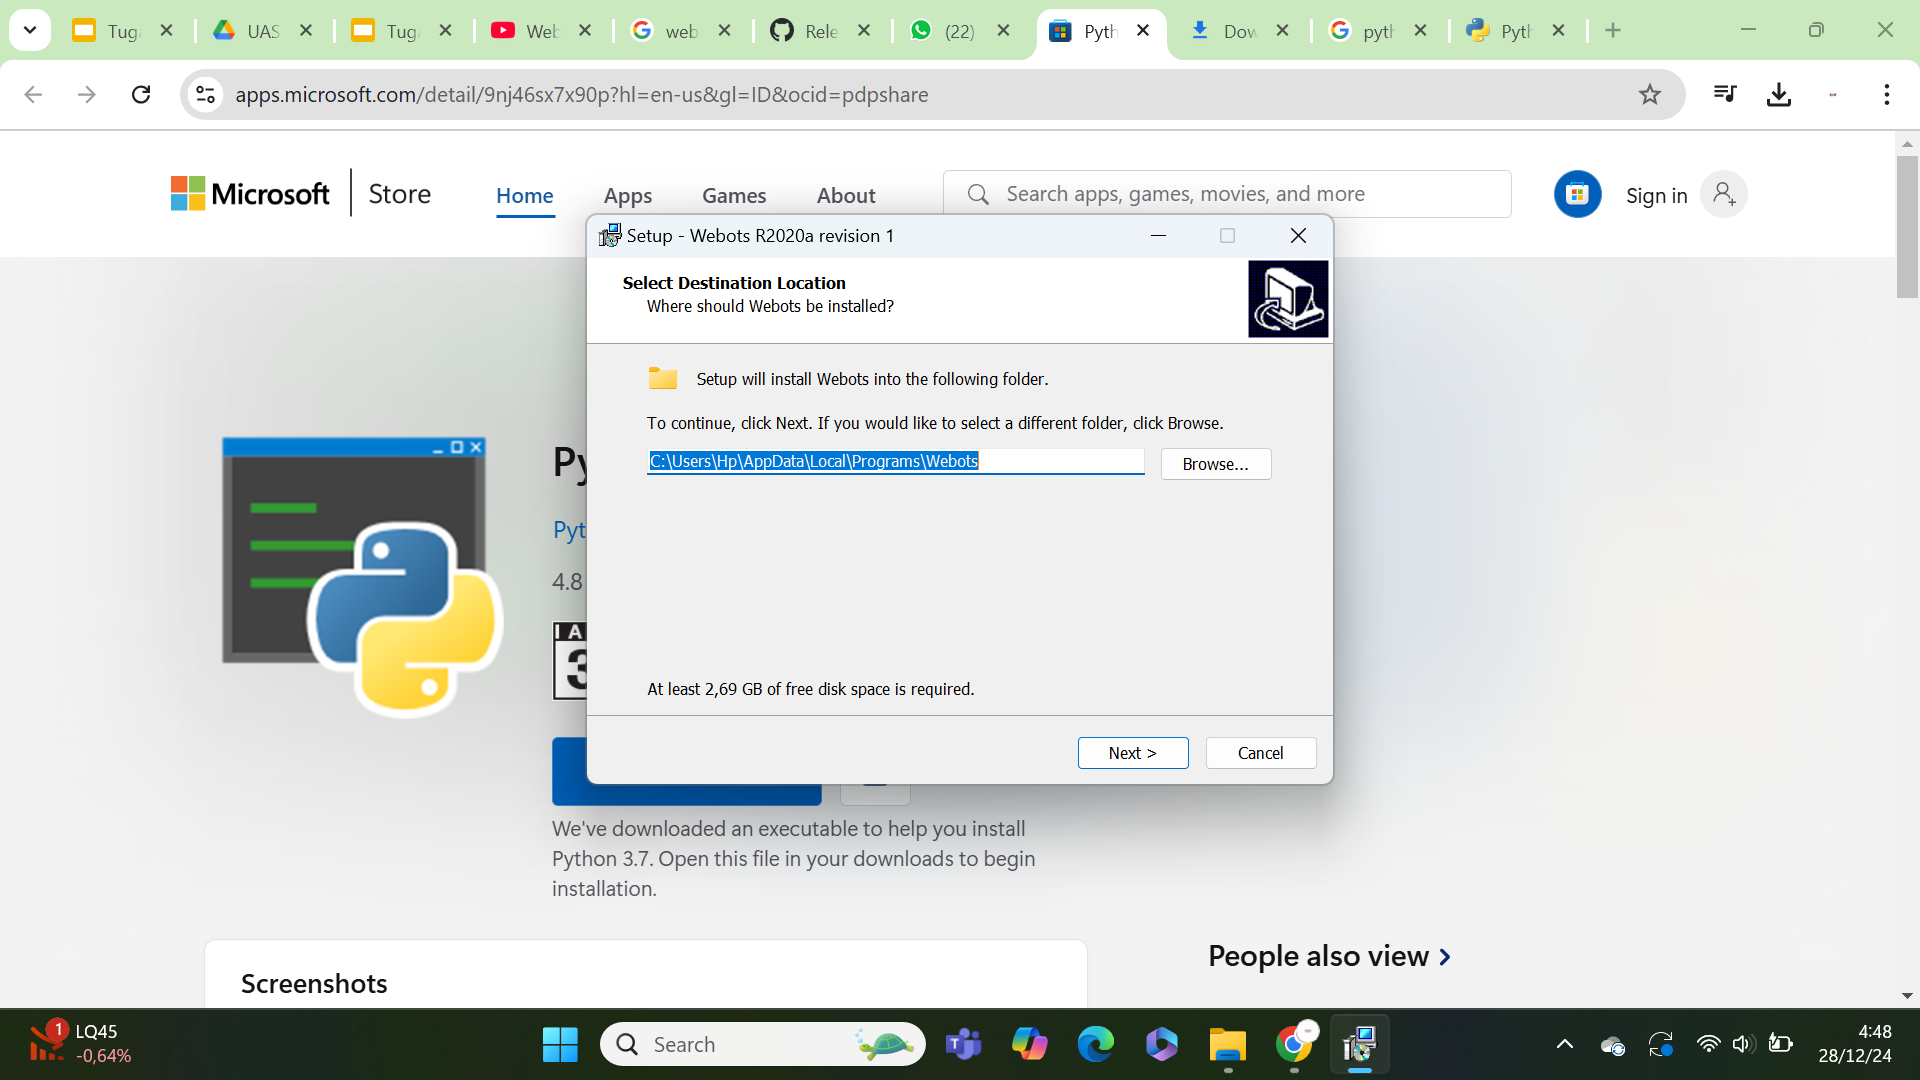 Tug
UAS
Tug
Web
web
Rele
(22)
Pyth
Dow
pyth
Pyth
apps.microsoft.com/detail/9nj46sx7x90p?hl=en-us&gl=ID&ocid=pdpshare
Microsoft
Store
Home
Apps
Games
About
Search apps, games, movies, and more
Sign in
Setup - Webots R2020a revision 1
Select Destination Location
Where should Webots be installed?
Setup will install Webots into the following folder.
To continue, click Next. If you would like to select a different folder, click Browse.
C:\Users\Hp\AppData\Local\Programs\Webots
Browse...
Py
Pyt
4.8
IA
3
At least 2,69 GB of free disk space is required.
Next >
Cancel
We've downloaded an executable to help you install
Python 3.7. Open this file in your downloads to begin
installation.
Screenshots
People also view
1
LQ45
-0,64%
Search
4:48
28/12/24